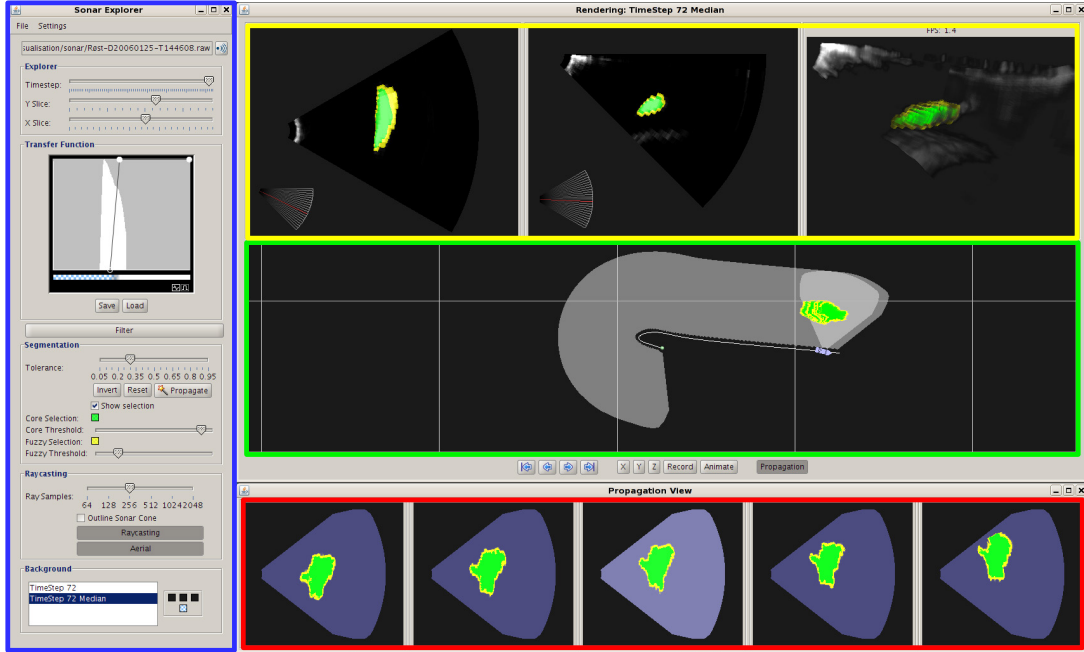 Sonar Explorer
File Settings
sualisation/sonar/Røst-D20060125-T144608.raw
Explorer
Timestep:
Y Slice:
X Slice:
Transfer Function
Save Load
Filter
Segmentation
Tolerance:
0.05 0.2 0.35 0.5 0.65 0.8 0.95
Invert Reset Propagate
Show selection
Core Selection:
Core Threshold:
Fuzzy Selection:
Fuzzy Threshold:
Raycasting
Ray Samples:
64 128 256 512 1024 2048
Outline Sonar Cone
Raycasting
Aerial
Background
TimeStep 72
TimeStep 72 Median
Rendering: TimeStep 72 Median
FPS: 1.4
X Y Z Record Animate Propagation
Propagation View